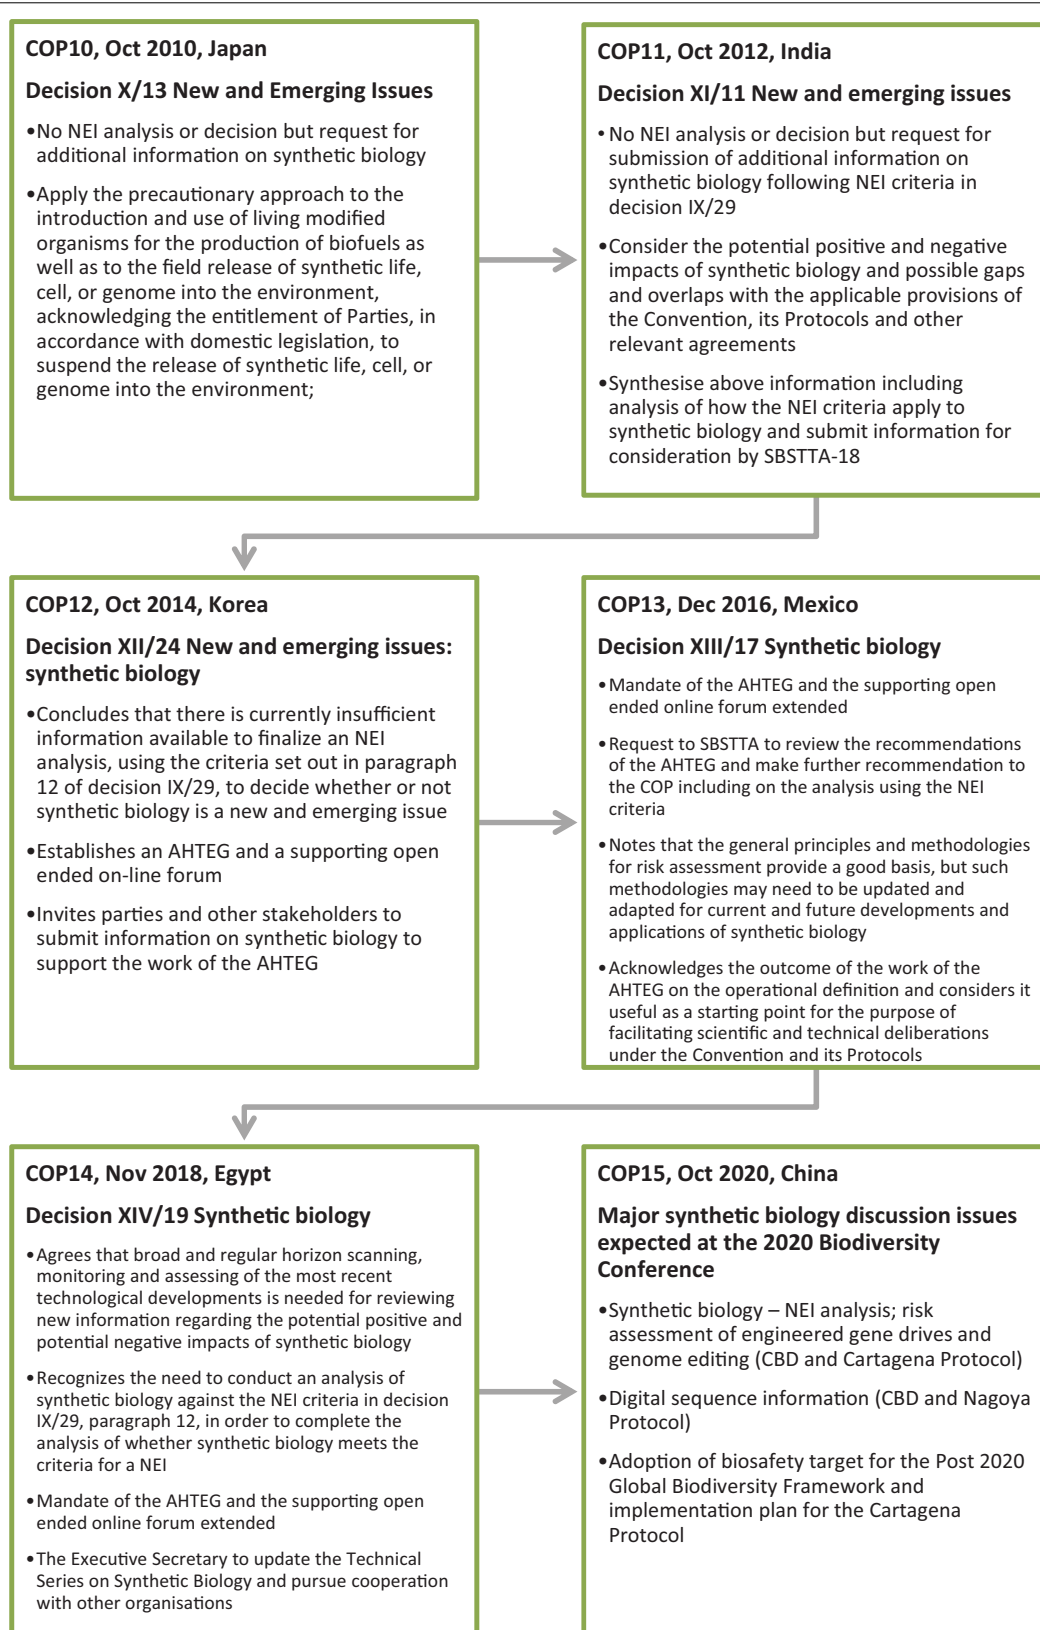 COP10, Oct 2010, Japan
Decision X/13 New and Emerging Issues
•No NEI analysis or decision but request for
additional information on synthetic biology
•Apply the precautionary approach to the
introduction and use of living modified
organisms for the production of biofuels as
well as to the field release of synthetic life,
cell, or genome into the environment,
acknowledging the entitlement of Parties, in
accordance with domestic legislation, to
suspend the release of synthetic life, cell, or
genome into the environment;
COP11, Oct 2012, India
Decision XI/11 New and emerging issues
• No NEI analysis or decision but request for
submission of additional information on
synthetic biology following NEI criteria in
decision IX/29
•Consider the potential positive and negative
impacts of synthetic biology and possible gaps
and overlaps with the applicable provisions of
the Convention, its Protocols and other
relevant agreements
•Synthesise above information including
analysis of how the NEI criteria apply to
synthetic biology and submit information for
consideration by SBSTTA-18
COP12, Oct 2014, Korea
Decision XII/24 New and emerging issues:
synthetic biology
•Concludes that there is currently insufficient
information available to finalize an NEI
analysis, using the criteria set out in paragraph
12 of decision IX/29, to decide whether or not
synthetic biology is a new and emerging issue
•Establishes an AHTEG and a supporting open
ended on-line forum
•Invites parties and other stakeholders to
submit information on synthetic biology to
support the work of the AHTEG
COP13, Dec 2016, Mexico
Decision XIII/17 Synthetic biology
•Mandate of the AHTEG and the supporting open
ended online forum extended
•Request to SBSTTA to review the recommendations
of the AHTEG and make further recommendation to
the COP including on the analysis using the NEI
criteria
•Notes that the general principles and methodologies
for risk assessment provide a good basis, but such
methodologies may need to be updated and
adapted for current and future developments and
applications of synthetic biology
•Acknowledges the outcome of the work of the
AHTEG on the operational definition and considers it
useful as a starting point for the purpose of
facilitating scientific and technical deliberations
under the Convention and its Protocols
COP14, Nov 2018, Egypt
Decision XIV/19 Synthetic biology
•Agrees that broad and regular horizon scanning,
monitoring and assessing of the most recent
technological developments is needed for reviewing
new information regarding the potential positive and
potential negative impacts of synthetic biology
•Recognizes the need to conduct an analysis of
synthetic biology against the NEI criteria in decision
IX/29, paragraph 12, in order to complete the
analysis of whether synthetic biology meets the
criteria for a NEI
•Mandate of the AHTEG and the supporting open
ended online forum extended
•The Executive Secretary to update the Technical
Series on Synthetic Biology and pursue cooperation
with other organisations
COP15, Oct 2020, China
Major synthetic biology discussion issues
expected at the 2020 Biodiversity
Conference
•Synthetic biology – NEI analysis; risk
assessment of engineered gene drives and
genome editing (CBD and Cartagena Protocol)
•Digital sequence information (CBD and Nagoya
Protocol)
•Adoption of biosafety target for the Post 2020
Global Biodiversity Framework and
implementation plan for the Cartagena
Protocol